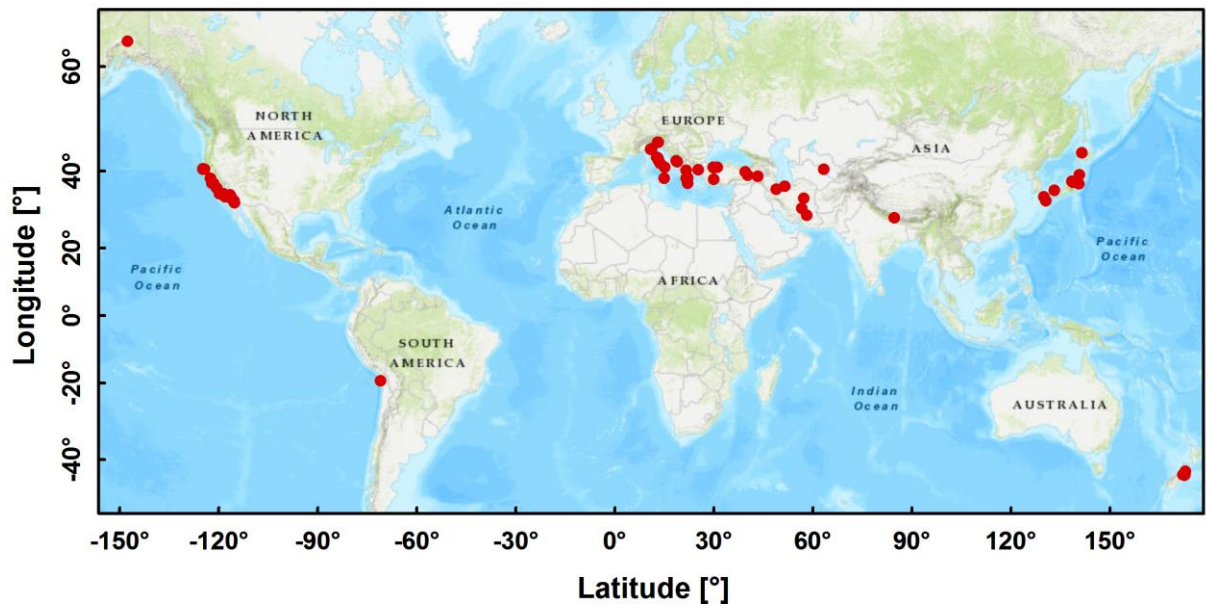 60°
40°
20°
0°
-20°
-40°
Longitude [°]
NORTH
AMERICA
EUROPE
ASIA
Atlantic
Ocean
Pacific
Ocean
Pacific
Ocean
AFRICA
SOUTH
AMERICA
Indian
Ocean
AUSTRALIA
-150° -120° -90° -60° -30° 0° 30° 60° 90° 120° 150°
Latitude [°]